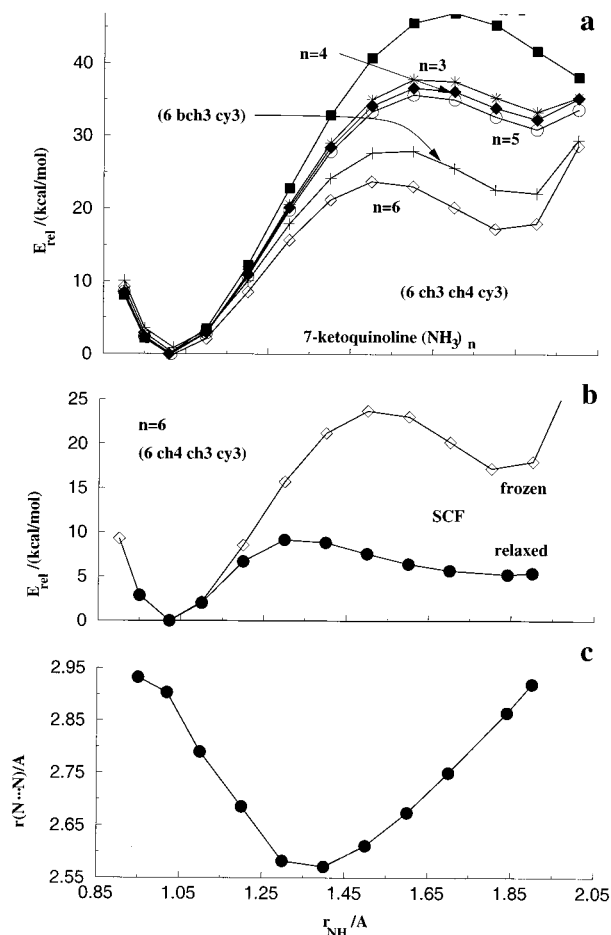 a
40
30
20
10
0
E_rel /(kcal/mol)
n=4
n=3
(6 bch3 cy3)
n=5
n=6
(6 ch3 ch4 cy3)
7-ketoquinoline (NH3)n
b
25
20
15
10
5
0
E_rel /(kcal/mol)
n=6
(6 ch4 ch3 cy3)
frozen
SCF
relaxed
c
2.95
2.85
2.75
2.65
2.55
r(N···N)/A
0.85 1.05 1.25 1.45 1.65 1.85 2.05
r_NH/A